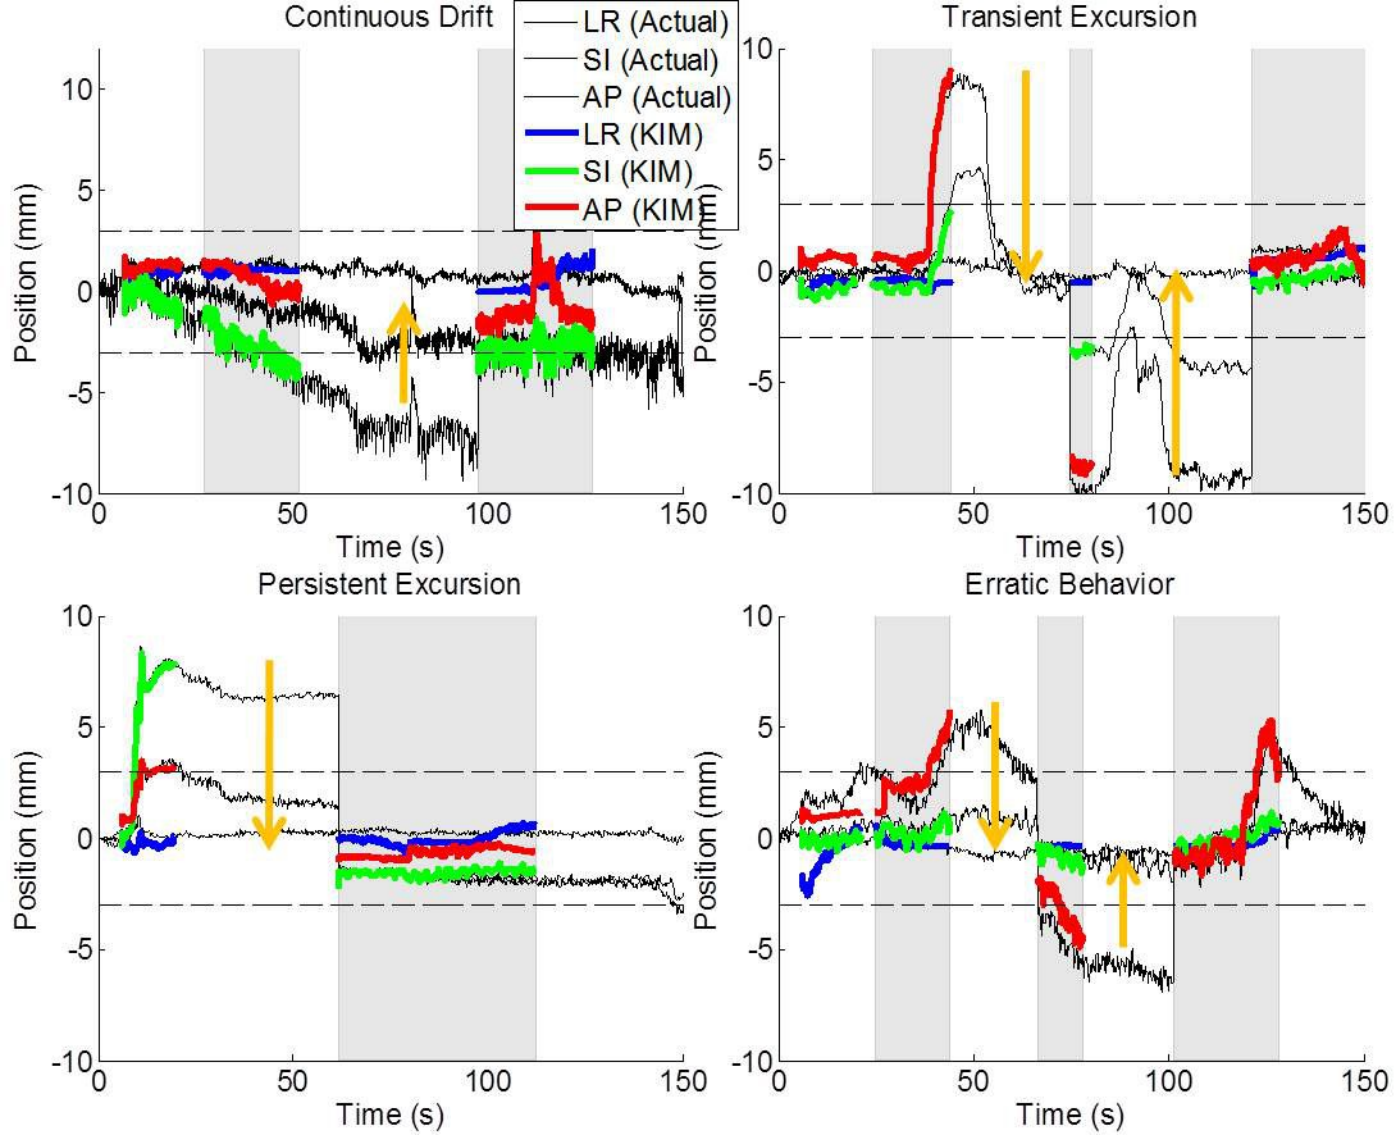 Continuous Drift
LR (Actual)
SI (Actual)
AP (Actual)
LR (KIM)
SI (KIM)
AP (KIM)
Position (mm)
10
5
0
-5
-10
0
50
100
150
Time (s)
Transient Excursion
Position (mm)
10
5
0
-5
-10
0
50
100
150
Time (s)
Persistent Excursion
Position (mm)
10
5
0
-5
-10
0
50
100
150
Time (s)
Erratic Behavior
Position (mm)
10
5
0
-5
-10
0
50
100
150
Time (s)